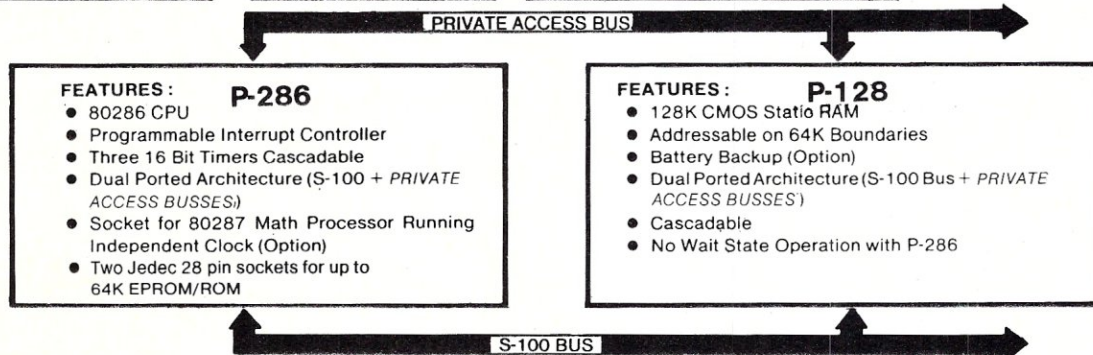 PRIVATE ACCESS BUS
FEATURES :
P-286
● 80286 CPU
● Programmable Interrupt Controller
● Three 16 Bit Timers Cascadable
● Dual Ported Architecture (S-100 + PRIVATE
ACCESS BUSSES)
● Socket for 80287 Math Processor Running
Independent Clock (Option)
● Two Jedec 28 pin sockets for up to
64K EPROM/ROM
FEATURES :
P-128
● 128K CMOS Statio RAM
● Addressable on 64K Boundaries
● Battery Backup (Option)
● Dual Ported Architecture (S-100 Bus + PRIVATE
ACCESS BUSSES)
● Cascadable
● No Wait State Operation with P-286
S-100 BUS